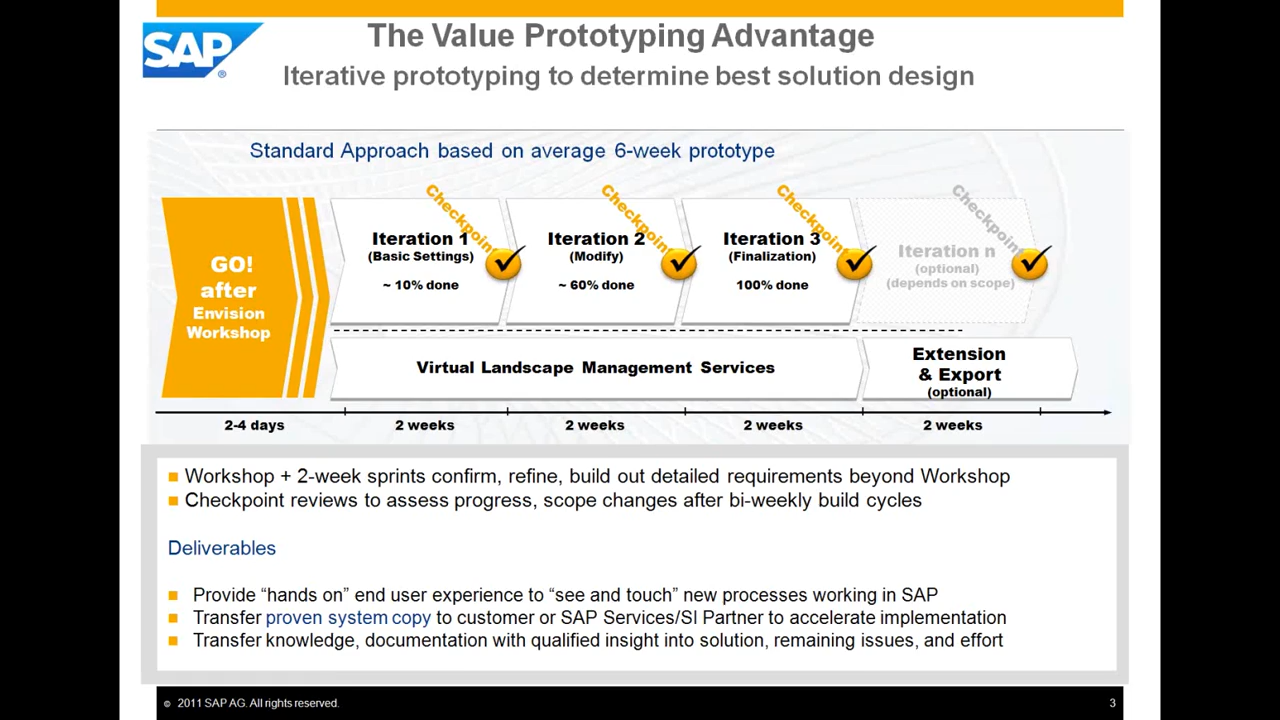 SAP
®
The Value Prototyping Advantage
Iterative prototyping to determine best solution design
Standard Approach based on average 6-week prototype
GO!
after
Envision
Workshop
Checkpoint
Iteration 1
(Basic Settings)
~ 10% done
Checkpoint
Iteration 2
(Modify)
~ 60% done
Checkpoint
Iteration 3
(Finalization)
100% done
Checkpoint
Iteration n
(optional)
(depends on scope)
Virtual Landscape Management Services
Extension
& Export
(optional)
2-4 days
2 weeks
2 weeks
2 weeks
2 weeks
Workshop + 2-week sprints confirm, refine, build out detailed requirements beyond Workshop
Checkpoint reviews to assess progress, scope changes after bi-weekly build cycles
Deliverables
Provide “hands on” end user experience to “see and touch” new processes working in SAP
Transfer proven system copy to customer or SAP Services/SI Partner to accelerate implementation
Transfer knowledge, documentation with qualified insight into solution, remaining issues, and effort
© 2011 SAP AG. All rights reserved.
3